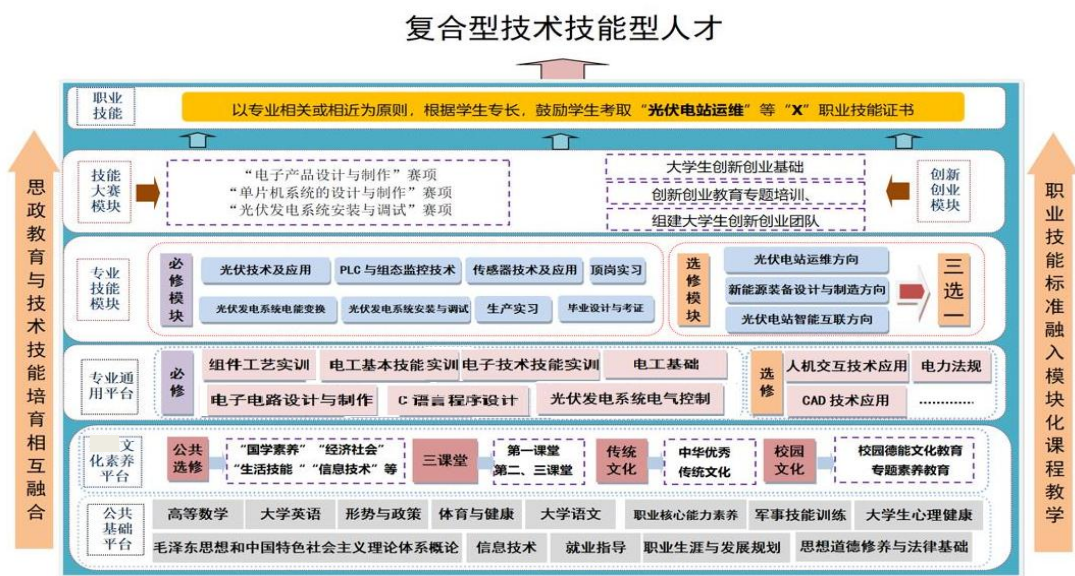 复合型技术技能型人才
思政教育与技术技能培育相互融合
职业技能标准融入模块化课程教学
职业
技能
以专业相关或相近为原则，根据学生专长，鼓励学生考取“光伏电站运维”等“X”职业技能证书
技能
大赛
模块
“电子产品设计与制作”赛项
“单片机系统的设计与制作”赛项
“光伏发电系统安装与调试”赛项
大学生创新创业基础
创新创业教育专题培训、
组建大学生创新创业团队
创新
创业
模块
专业
技能
模块
必修模块
光伏技术及应用
PLC与组态监控技术
传感器技术及应用
顶岗实习
光伏发电系统电能变换
光伏发电系统安装与调试
生产实习
毕业设计与考证
选修模块
光伏电站运维方向
新能源装备设计与制造方向
光伏电站智能互联方向
三选一
专业通
用平台
必修
组件工艺实训
电工基本技能实训
电子技术技能实训
电工基础
电子电路设计与制作
C语言程序设计
光伏发电系统电气控制
选修
人机交互技术应用
电力法规
CAD技术应用
…………
文
化素养
平台
公共
选修
“国学素养” “经济社会”
“生活技能 “ “信息技术” 等
三课堂
第一课堂
第二、三课堂
传统
文化
中华优秀
传统文化
校园
文化
校园德能文化教育
专题素养教育
公共
基础
平台
高等数学
大学英语
形势与政策
体育与健康
大学语文
职业核心能力素养
军事技能训练
大学生心理健康
毛泽东思想和中国特色社会主义理论体系概论
信息技术
就业指导
职业生涯与发展规划
思想道德修养与法律基础